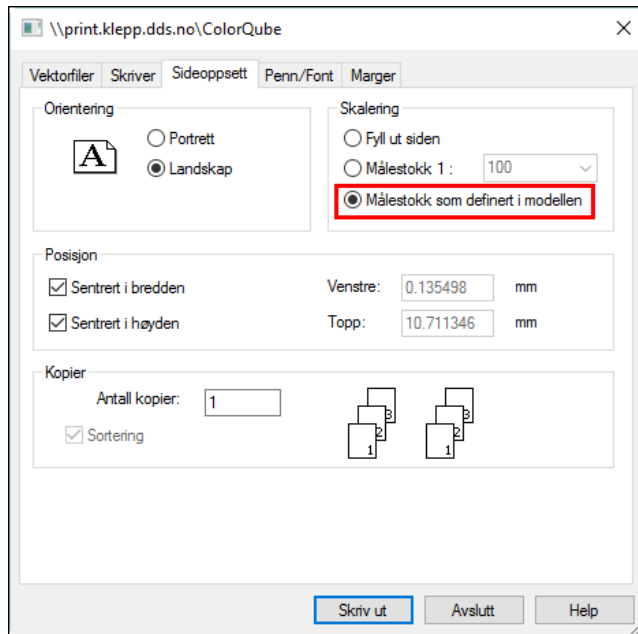 \\print.klepp.dds.no\ColorQube
Vektorfiler Skriver Sideoppsett Penn/Font Marger
Orientering
A
Portrett
Landskap
Skalering
Fyll ut siden
Målestokk 1 : 100
Målestokk som definert i modellen
Posisjon
Sentrert i bredden Venstre: 0.135498 mm
Sentrert i høyden Topp: 10.711346 mm
Kopier
Antall kopier: 1
Sortering
3 3
2 2
1 1
Skriv ut Avslutt Help